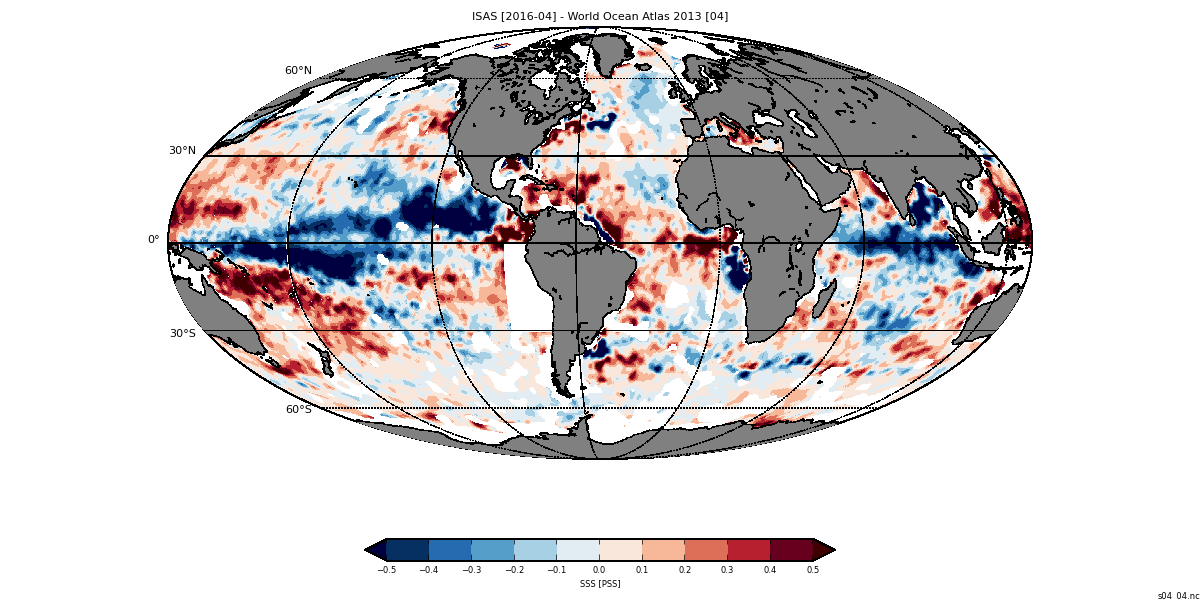 ISAS [2016-04] - World Ocean Atlas 2013 [04]
60°N
30°N
0°
30°S
60°S
−0.5 −0.4 −0.3 −0.2 −0.1 0.0 0.1 0.2 0.3 0.4 0.5
SSS [PSS]
s04_04.nc